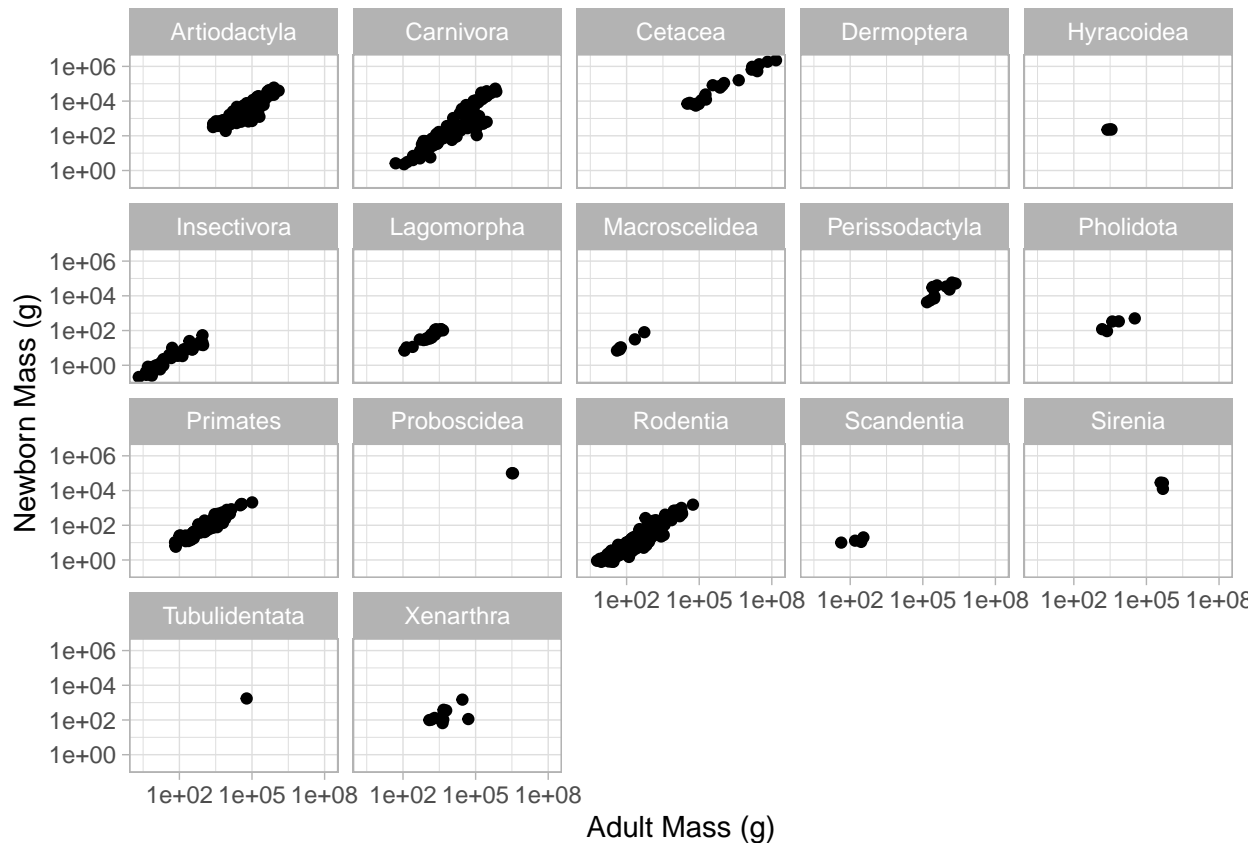 Artiodactyla Carnivora Cetacea Dermoptera Hyracoidea
1e+06
1e+04
1e+02
1e+00
Insectivora Lagomorpha Macroscelidea Perissodactyla Pholidota
1e+06
1e+04
1e+02
1e+00
Newborn Mass (g)
Primates Proboscidea Rodentia Scandentia Sirenia
1e+06
1e+04
1e+02
1e+00
1e+02 1e+05 1e+08 1e+02 1e+05 1e+08 1e+02 1e+05 1e+08
Tubulidentata Xenarthra
1e+06
1e+04
1e+02
1e+00
1e+02 1e+05 1e+08 1e+02 1e+05 1e+08
Adult Mass (g)